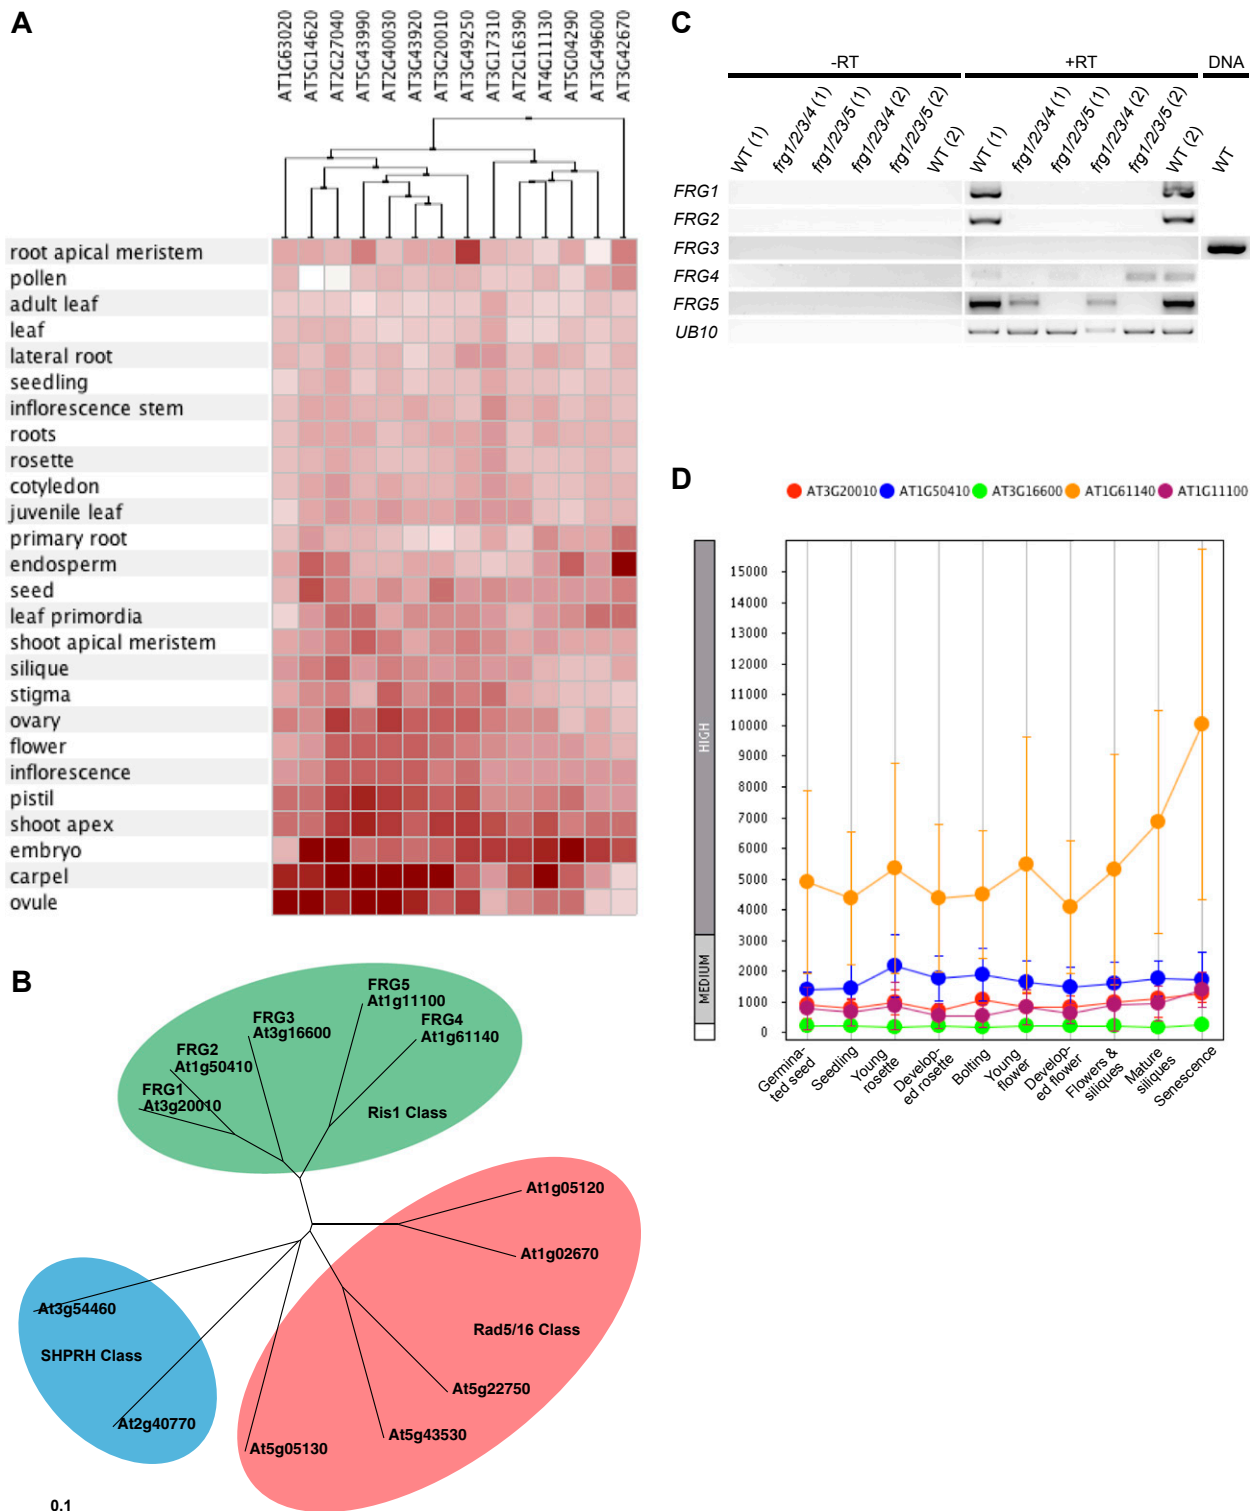 A
AT1G63020
AT5G14620
AT2G27040
AT5G43990
AT2G40030
AT3G43920
AT3G20010
AT3G49250
AT3G17310
AT2G16390
AT4G11130
AT5G04290
AT3G49600
AT3G42670
root apical meristem
pollen
adult leaf
leaf
lateral root
seedling
inflorescence stem
roots
rosette
cotyledon
juvenile leaf
primary root
endosperm
seed
leaf primordia
shoot apical meristem
silique
stigma
ovary
flower
inflorescence
pistil
shoot apex
embryo
carpel
ovule
B
FRG5
At1g11100
FRG4
At1g61140
FRG3
At3g16600
FRG2
At1g50410
FRG1
At3g20010
Ris1 Class
At1g05120
At1g02670
Rad5/16 Class
At5g22750
At5g43530
At5g05130
At3g54460
SHPRH Class
At2g40770
0.1
C
-RT
+RT
DNA
WT (1)
frg1/2/3/4 (1)
frg1/2/3/5 (1)
frg1/2/3/4 (2)
frg1/2/3/5 (2)
WT (2)
WT (1)
frg1/2/3/4 (1)
frg1/2/3/5 (1)
frg1/2/3/4 (2)
frg1/2/3/5 (2)
WT (2)
WT
FRG1
FRG2
FRG3
FRG4
FRG5
UB10
D
AT3G20010 AT1G50410 AT3G16600 AT1G61140 AT1G11100
HIGH
MEDIUM
15000
14000
13000
12000
11000
10000
9000
8000
7000
6000
5000
4000
3000
2000
1000
0
Germina-
ted seed
Seedling
Young
rosette
Develop-
ed rosette
Bolting
Young
flower
Develop-
ed flower
Flowers &
siliques
Mature
siliques
Senescence